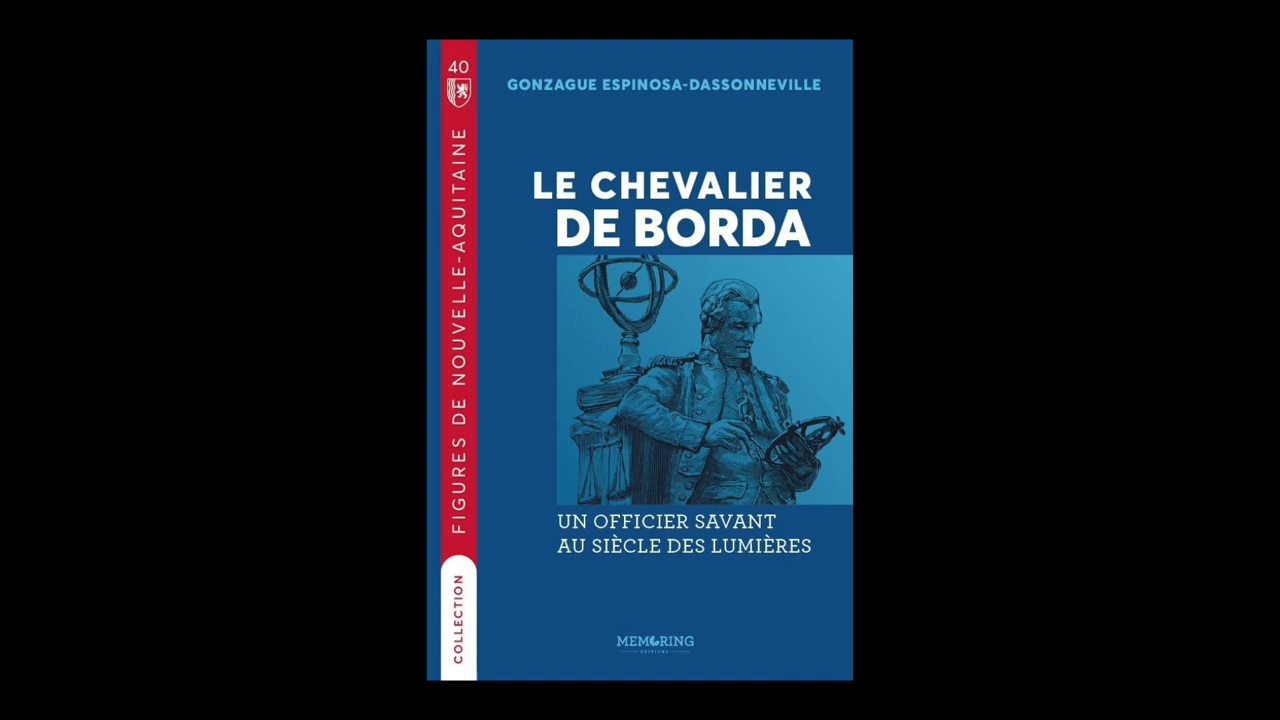 40
FIGURES DE NOUVELLE-AQUITAINE
COLLECTION
GONZAGUE ESPINOSA-DASSONNEVILLE
LE CHEVALIER
DE BORDA
UN OFFICIER SAVANT
AU SIÈCLE DES LUMIÈRES
MEMORING
ÉDITIONS